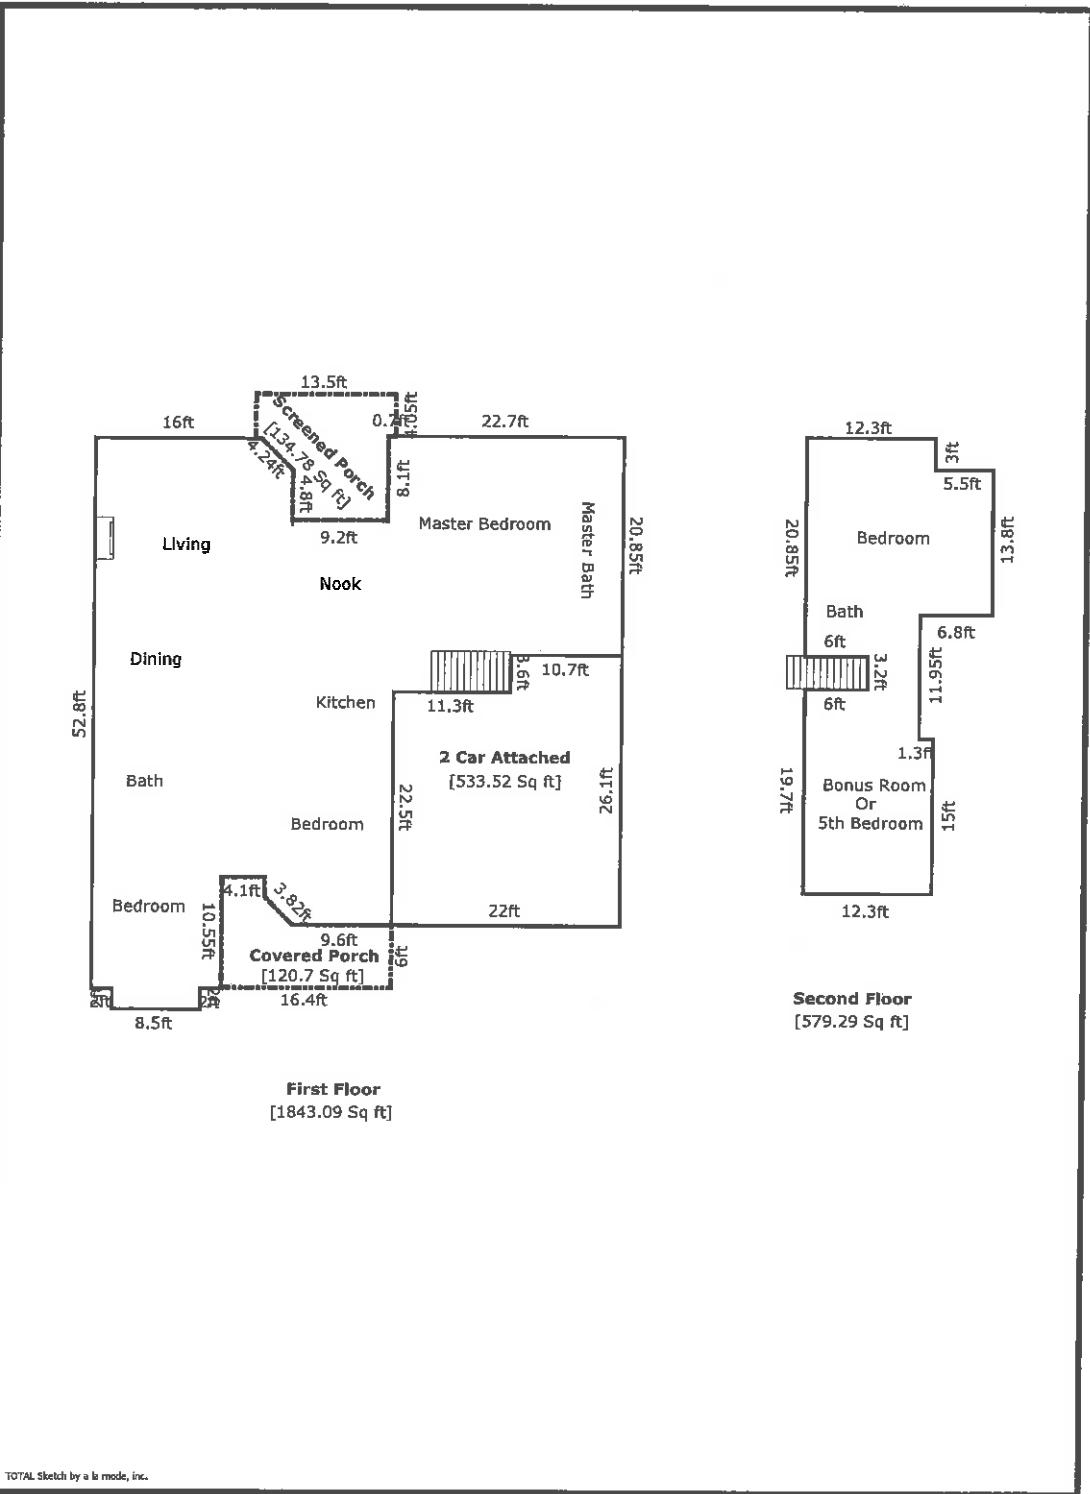 13.5ft
16ft
0.7ft
4.05ft
22.7ft
Screened Porch
[134.78 Sq ft]
4.24ft
4.8ft
8.1ft
9.2ft
Living
Nook
Master Bedroom
Master Bath
20.85ft
Dining
Kitchen
3.6ft
10.7ft
11.3ft
52.8ft
2 Car Attached
[533.52 Sq ft]
26.1ft
Bath
Bedroom
22.5ft
Bedroom
10.55ft
4.1ft
3.82ft
22ft
9.6ft
6ft
Covered Porch
[120.7 Sq ft]
2ft
2ft
2ft
16.4ft
8.5ft
First Floor
[1843.09 Sq ft]
12.3ft
3ft
5.5ft
20.85ft
Bedroom
13.8ft
Bath
6ft
6.8ft
3.2ft
11.95ft
6ft
1.3ft
19.7ft
Bonus Room
Or
5th Bedroom
15ft
12.3ft
Second Floor
[579.29 Sq ft]
TOTAL Sketch by a la mode, inc.